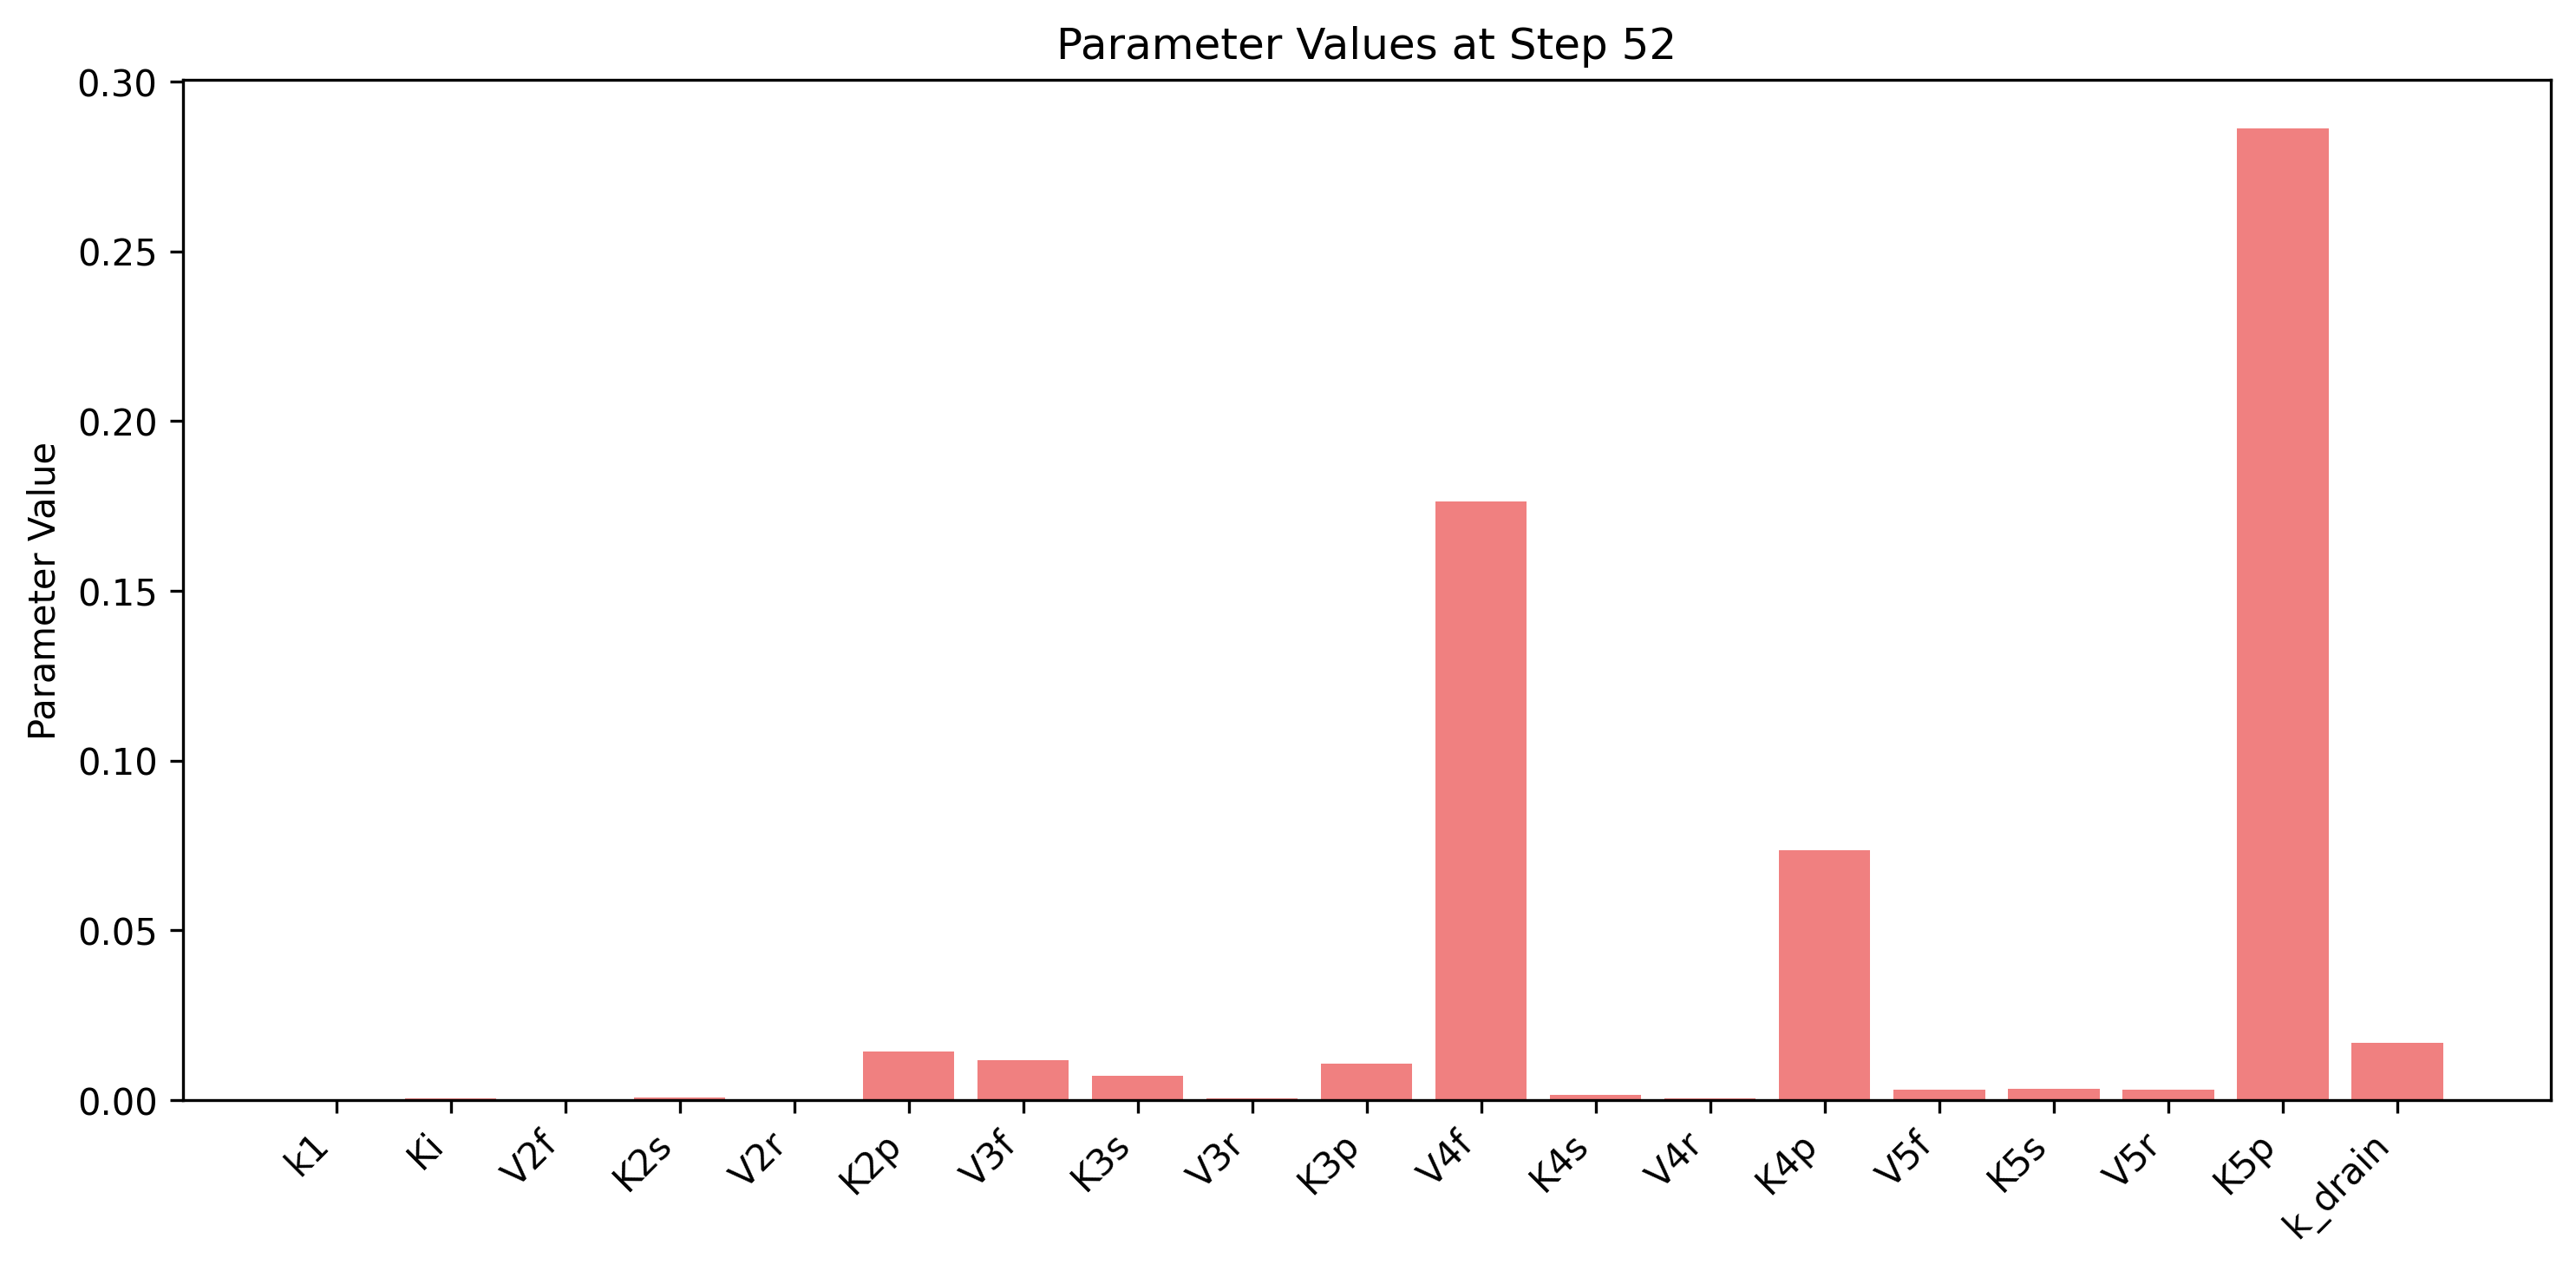 Parameter Values at Step 52
Parameter Value
0.30
0.25
0.20
0.15
0.10
0.05
0.00
k1
Ki
V2f
K2s
V2r
K2p
V3f
K3s
V3r
K3p
V4f
K4s
V4r
K4p
V5f
K5s
V5r
K5p
k_drain